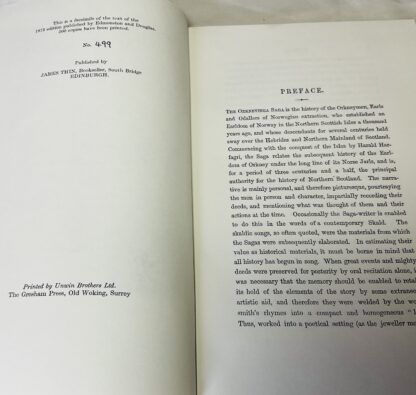 This is a facsimile of the text of the
1873 edition published by Edmonston and Douglas.
500 copies have been printed.
No. 499
Published by
JAMES THIN, Bookseller, South Bridge
EDINBURGH.
Printed by Unwin Brothers Ltd.
The Gresham Press, Old Woking, Surrey
PREFACE.
THE ORKNEYINGA SAGA is the history of the Orkneymen, Earls
and Odallers of Norwegian extraction, who established an
Earldom of Norway in the Northern Scottish Isles a thousand
years ago, and whose descendants for several centuries held
sway over the Hebrides and Northern Mainland of Scotland.
Commencing with the conquest of the Isles by Harald Har-
fagri, the Saga relates the subsequent history of the Earl-
dom of Orkney under the long line of its Norse Jarls, and is,
for a period of three centuries and a half, the principal
authority for the history of Northern Scotland. The narra-
tive is mainly personal, and therefore picturesque, pourtraying
the men in person and character, impartially recording their
deeds, and mentioning what was thought of them and their
actions at the time. Occasionally the Saga-writer is enabled
to do this in the words of a contemporary Skald. The
skaldic songs, so often quoted, were the materials from which
the Sagas were subsequently elaborated. In estimating their
value as historical materials, it must be borne in mind that
all history has begun in song. When great events and mighty
deeds were preserved for posterity by oral recitation alone, i
was necessary that the memory should be enabled to retain
its hold of the elements of the story by some extraneo
artistic aid, and therefore they were welded by the wo
smith's rhymes into a compact and homogeneous "l
Thus, worked into a poetical setting (as the jeweller mo